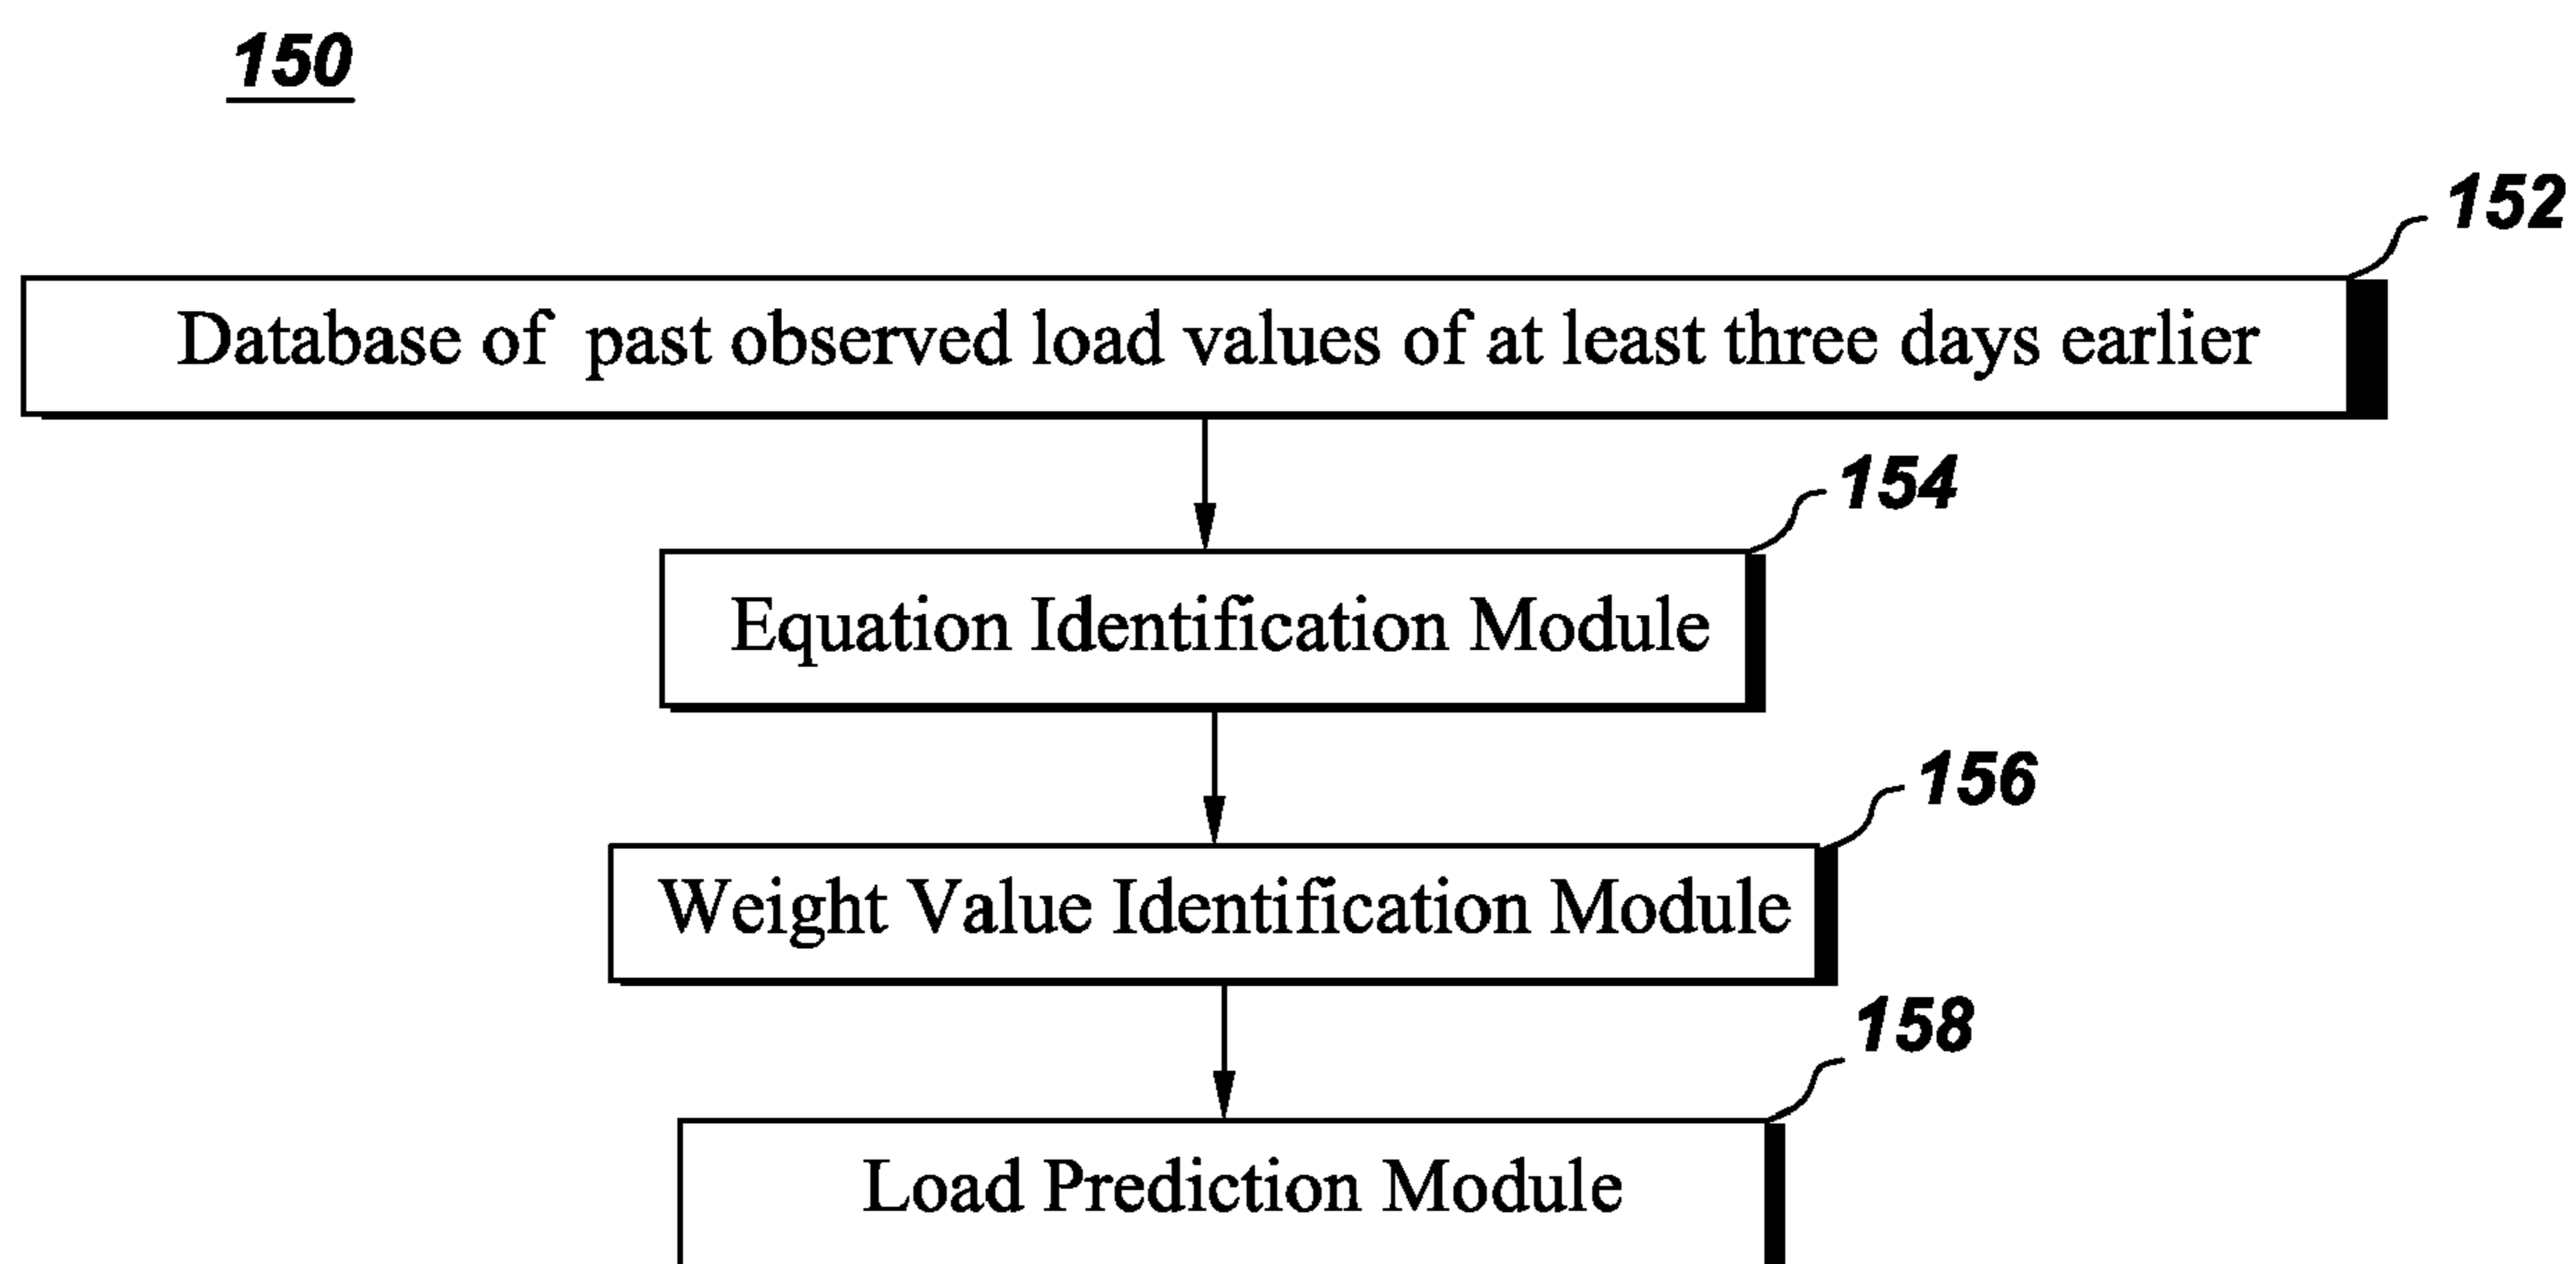 150
152
Database of past observed load values of at least three days earlier
154
Equation Identification Module
156
Weight Value Identification Module
158
Load Prediction Module